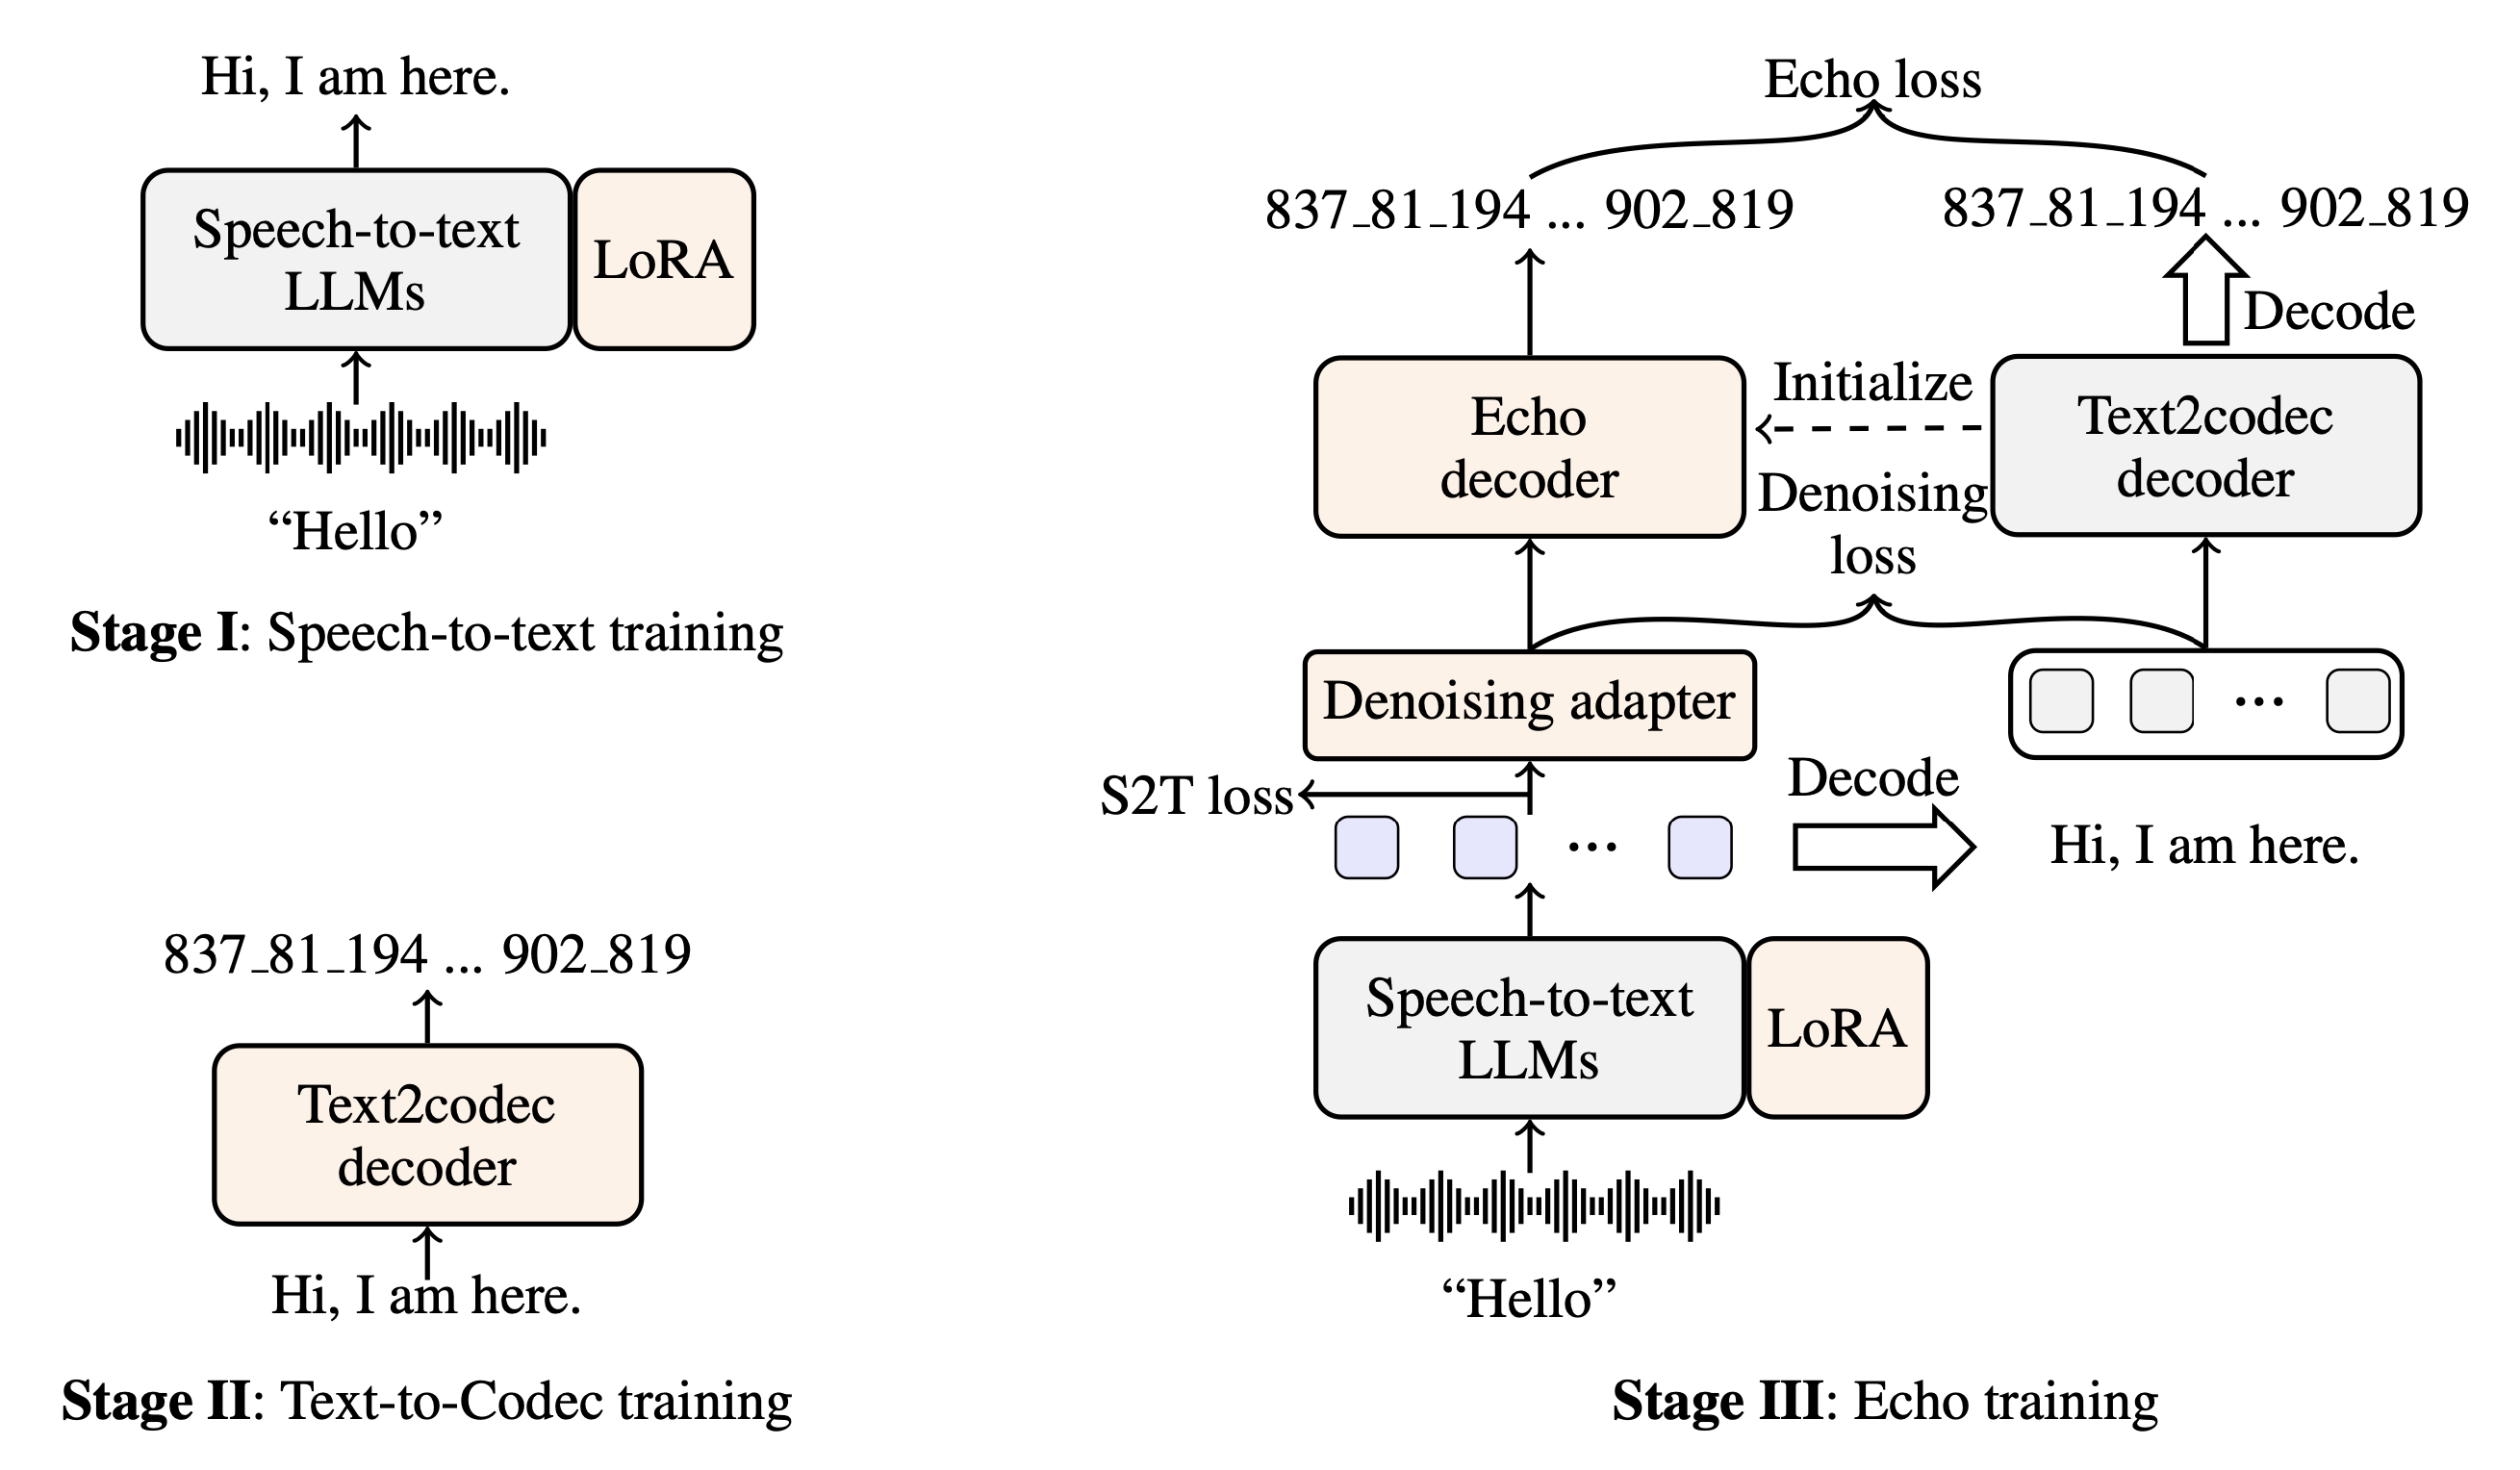 Hi, I am here.
Speech-to-text
LLMs
LoRA
“Hello”
Stage I: Speech-to-text training
837_81_194 ... 902_819
Text2codec
decoder
Hi, I am here.
Stage II: Text-to-Codec training
Echo loss
837_81_194 ... 902_819
837_81_194 ... 902_819
Decode
Echo
decoder
Initialize
Denoising
loss
Text2codec
decoder
Denoising adapter
...
S2T loss
...
Decode
Hi, I am here.
Speech-to-text
LLMs
LoRA
“Hello”
Stage III: Echo training